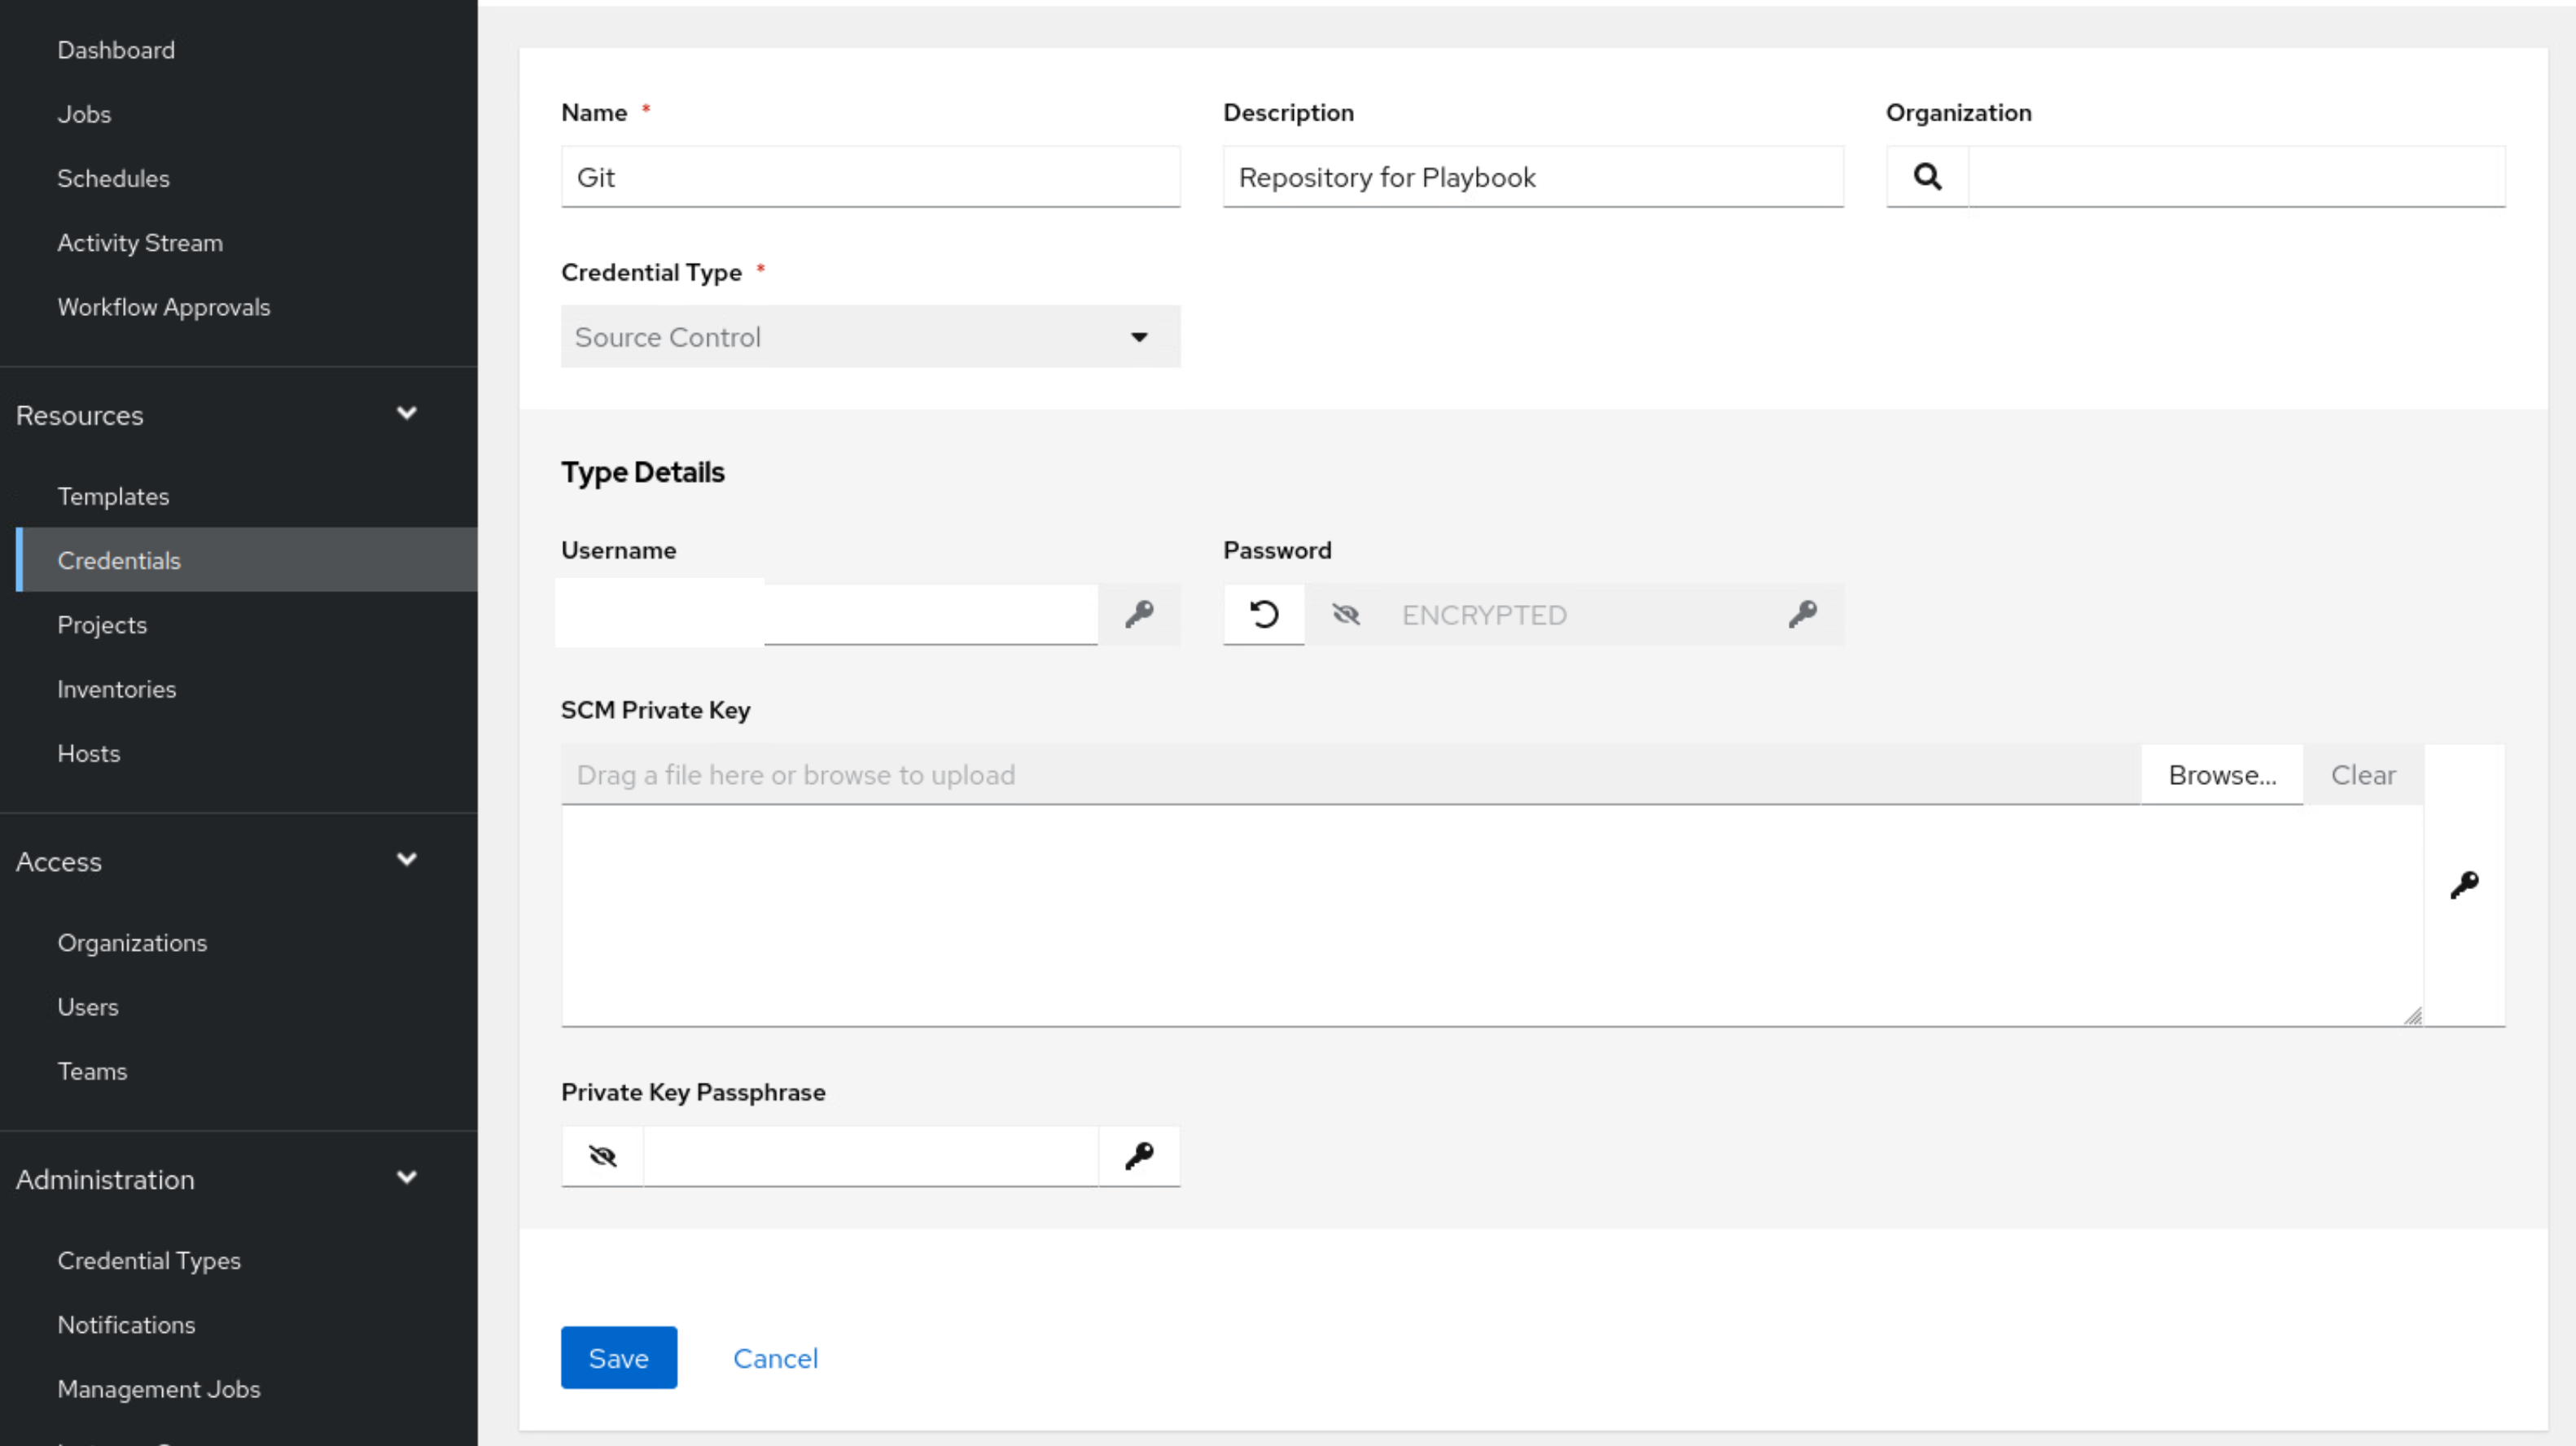 Dashboard
Jobs
Schedules
Activity Stream
Workflow Approvals
Resources
Templates
Credentials
Projects
Inventories
Hosts
Access
Organizations
Users
Teams
Administration
Credential Types
Notifications
Management Jobs
Name *
Description
Organization
Git
Repository for Playbook
Credential Type *
Source Control
Type Details
Username
Password
ENCRYPTED
SCM Private Key
Drag a file here or browse to upload
Browse...
Clear
Private Key Passphrase
Save
Cancel